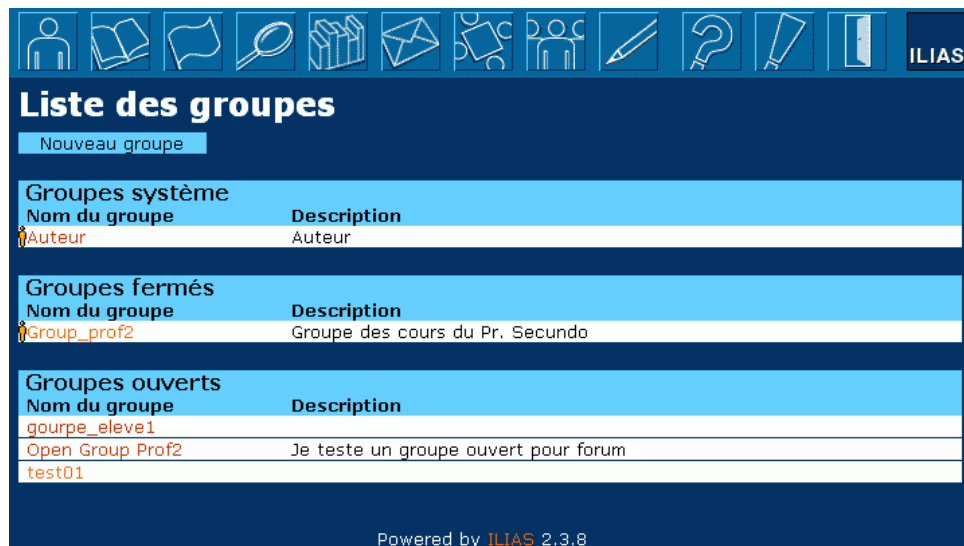 ILIAS
Liste des groupes
Nouveau groupe
Groupes système
Nom du groupe Description
Auteur Auteur
Groupes fermés
Nom du groupe Description
Group_prof2 Groupe des cours du Pr. Secundo
Groupes ouverts
Nom du groupe Description
gourpe_eleve1
Open Group Prof2 Je teste un groupe ouvert pour forum
test01
Powered by ILIAS 2.3.8